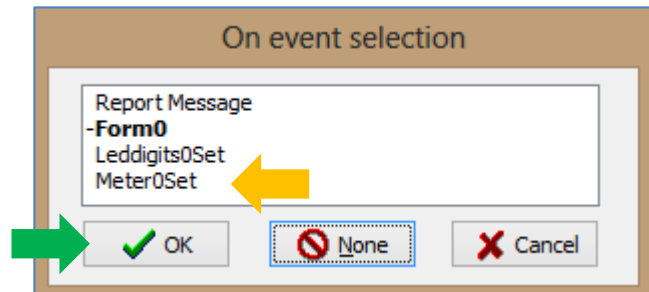 On event selection
Report Message
-Form0
Leddigits0Set
Meter0Set
OK
None
Cancel